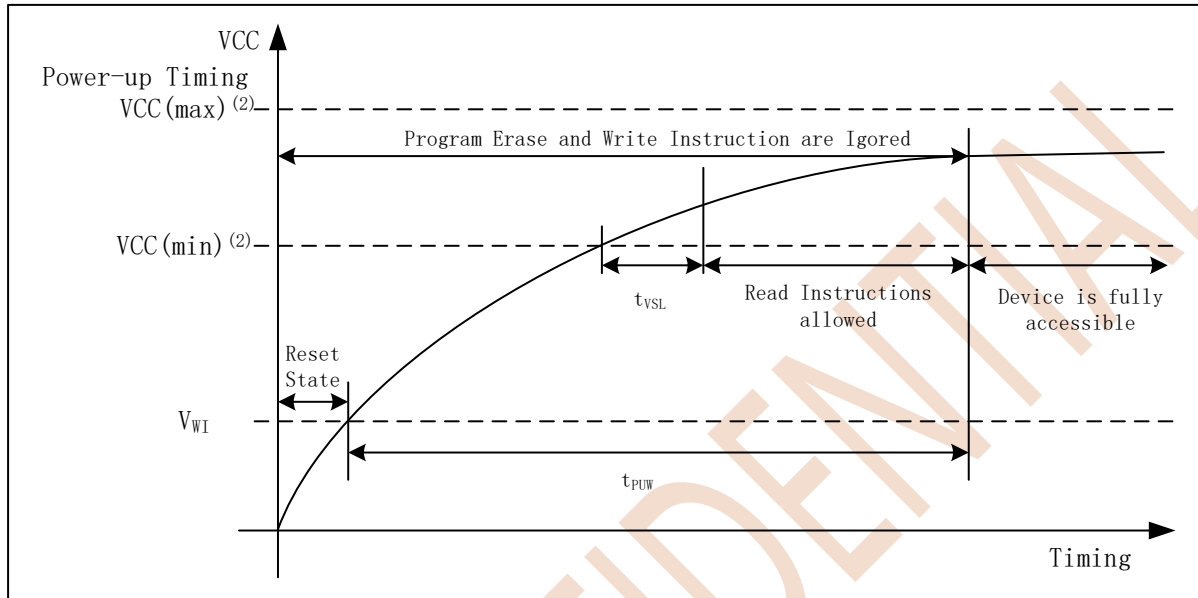 VCC
Power-up Timing
VCC(max)(2)
Program Erase and Write Instruction are Igored
VCC(min)(2)
tVSL
Read Instructions
allowed
Device is fully
accessible
Reset
State
VWI
tPUW
Timing